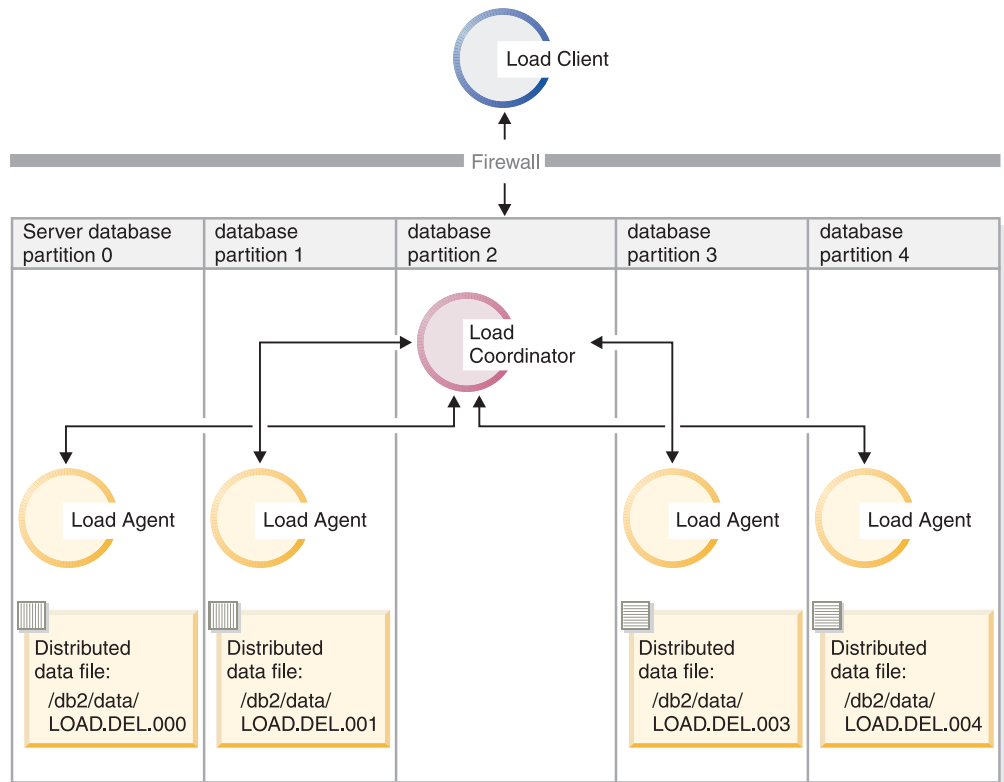 Load Client
Firewall
Server database
partition 0
database
partition 1
database
partition 2
database
partition 3
database
partition 4
Load
Coordinator
Load Agent
Load Agent
Load Agent
Load Agent
Distributed
data file:
/db2/data/
LOAD.DEL.000
Distributed
data file:
/db2/data/
LOAD.DEL.001
Distributed
data file:
/db2/data/
LOAD.DEL.003
Distributed
data file:
/db2/data/
LOAD.DEL.004